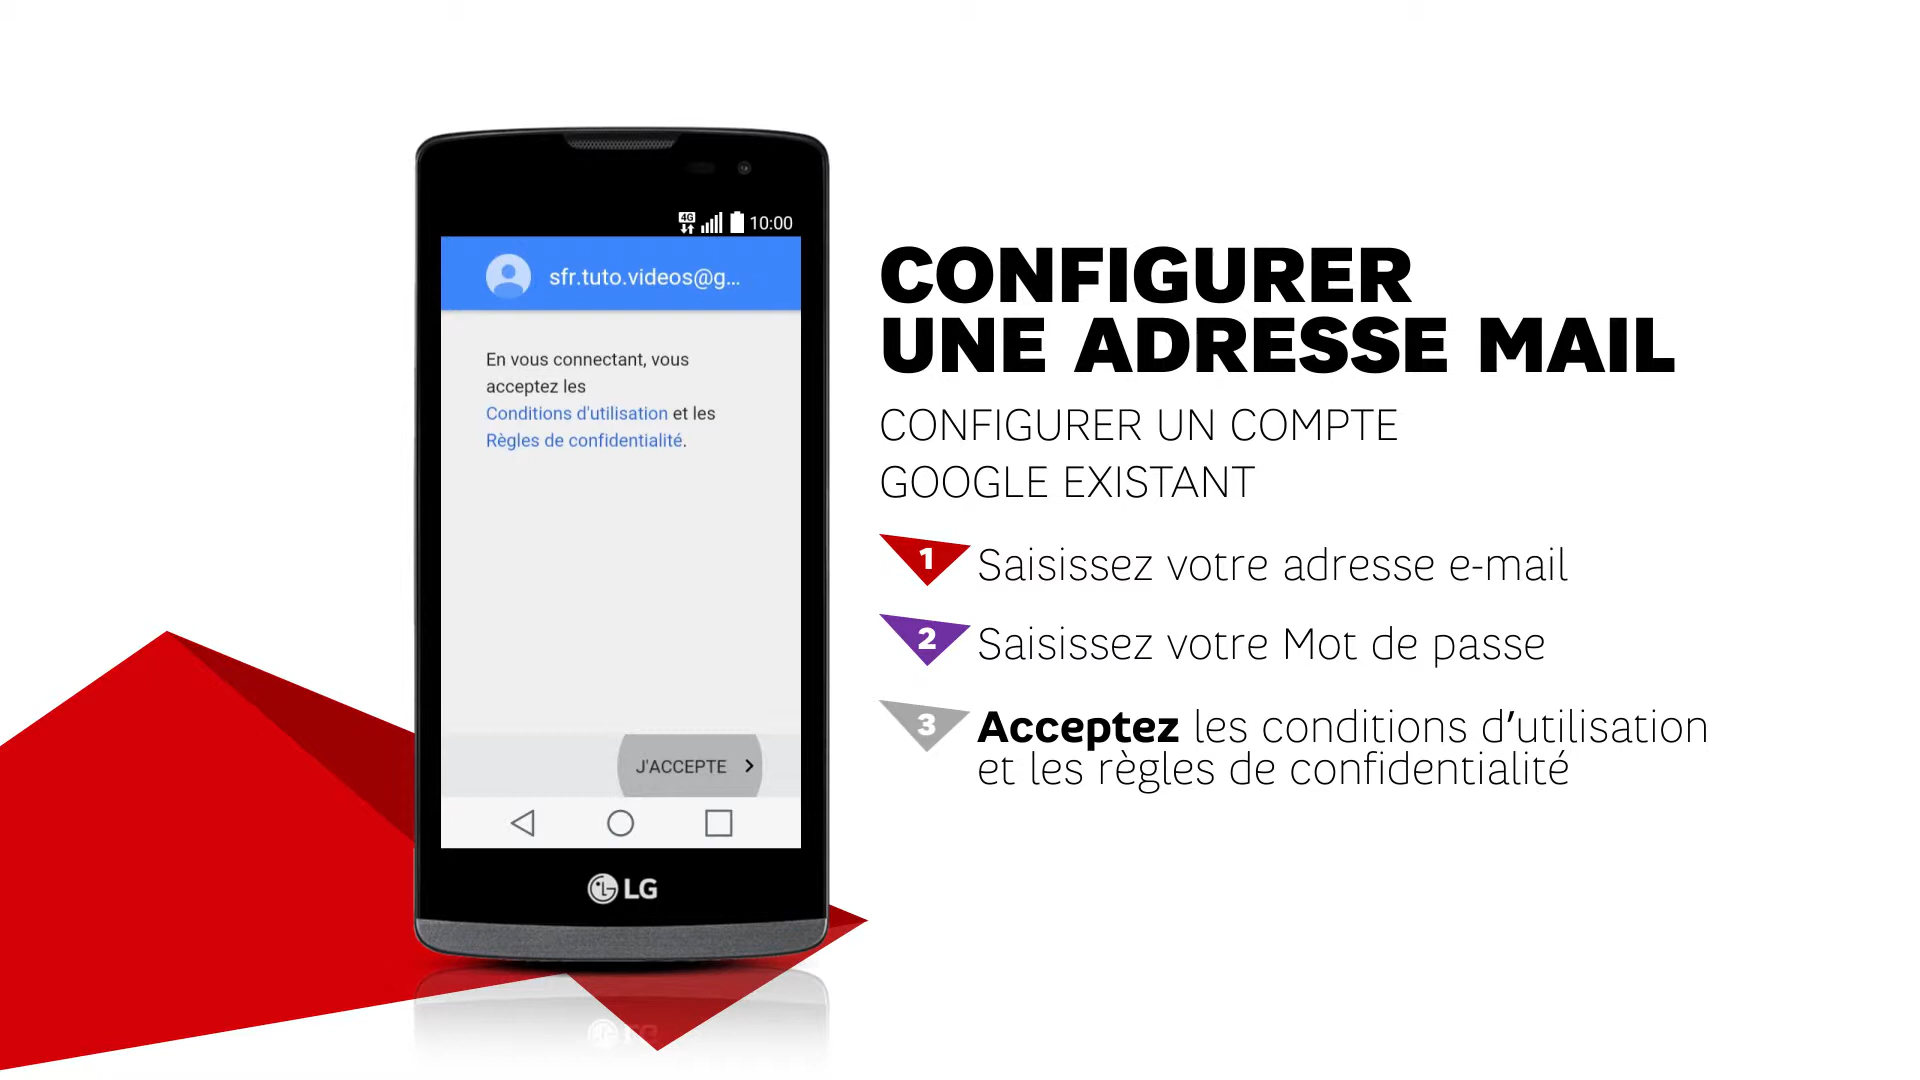 4G
10:00
sfr.tuto.videos@g...
En vous connectant, vous
acceptez les
Conditions d'utilisation et les
Règles de confidentialité.
J'ACCEPTE
LG
CONFIGURER
UNE ADRESSE MAIL
CONFIGURER UN COMPTE
GOOGLE EXISTANT
1 Saisissez votre adresse e-mail
2 Saisissez votre Mot de passe
3 Acceptez les conditions d'utilisation
et les règles de confidentialité